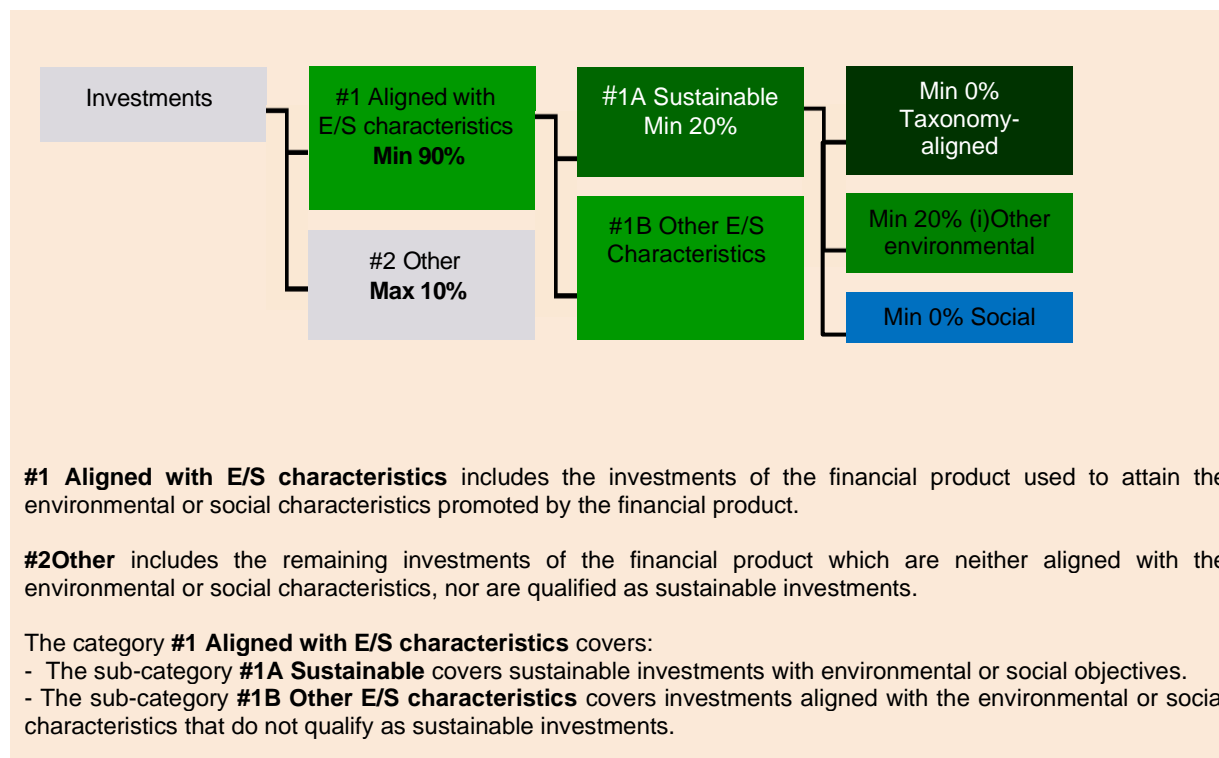 Investments
#1 Aligned with
E/S characteristics
Min 90%
#2 Other
Max 10%
#1A Sustainable
Min 20%
#1B Other E/S
Characteristics
Min 0%
Taxonomy-
aligned
Min 20% (i)Other
environmental
Min 0% Social
#1 Aligned with E/S characteristics includes the investments of the financial product used to attain the
environmental or social characteristics promoted by the financial product.
#2Other includes the remaining investments of the financial product which are neither aligned with the
environmental or social characteristics, nor are qualified as sustainable investments.
The category #1 Aligned with E/S characteristics covers:
- The sub-category #1A Sustainable covers sustainable investments with environmental or social objectives.
- The sub-category #1B Other E/S characteristics covers investments aligned with the environmental or social
characteristics that do not qualify as sustainable investments.